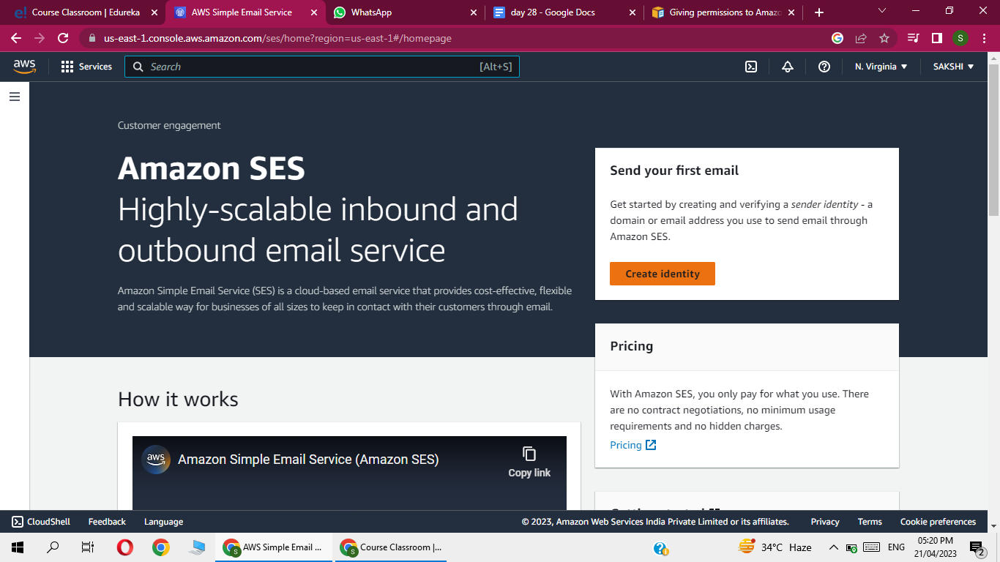 Course Classroom | Edureka
AWS Simple Email Service
WhatsApp
day 28 - Google Docs
Giving permissions to Amazo
us-east-1.console.aws.amazon.com/ses/home?region=us-east-1#/homepage
S
aws
Services
Search
[Alt+S]
N. Virginia
SAKSHI
Customer engagement
Amazon SES
Highly-scalable inbound and
outbound email service
Amazon Simple Email Service (SES) is a cloud-based email service that provides cost-effective, flexible
and scalable way for businesses of all sizes to keep in contact with their customers through email.
Send your first email
Get started by creating and verifying a sender identity - a
domain or email address you use to send email through
Amazon SES.
Create identity
Pricing
With Amazon SES, you only pay for what you use. There
are no contract negotiations, no minimum usage
requirements and no hidden charges.
Pricing
How it works
aws
Amazon Simple Email Service (Amazon SES)
Copy link
CloudShell
Feedback
Language
© 2023, Amazon Web Services India Private Limited or its affiliates.
Privacy
Terms
Cookie preferences
AWS Simple Email ...
Course Classroom |...
34°C Haze
ENG
05:20 PM
21/04/2023
2